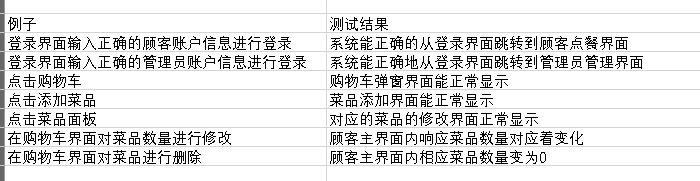 例子 测试结果
登录界面输入正确的顾客账户信息进行登录 系统能正确的从登录界面跳转到顾客点餐界面
登录界面输入正确的管理员账户信息进行登录 系统能正确地从登录界面跳转到管理员管理界面
点击购物车 购物车弹窗界面能正常显示
点击添加菜品 菜品添加界面能正常显示
点击菜品面板 对应的菜品的修改界面正常显示
在购物车界面对菜品数量进行修改 顾客主界面内响应菜品数量对应着变化
在购物车界面对菜品进行删除 顾客主界面内相应菜品数量变为0